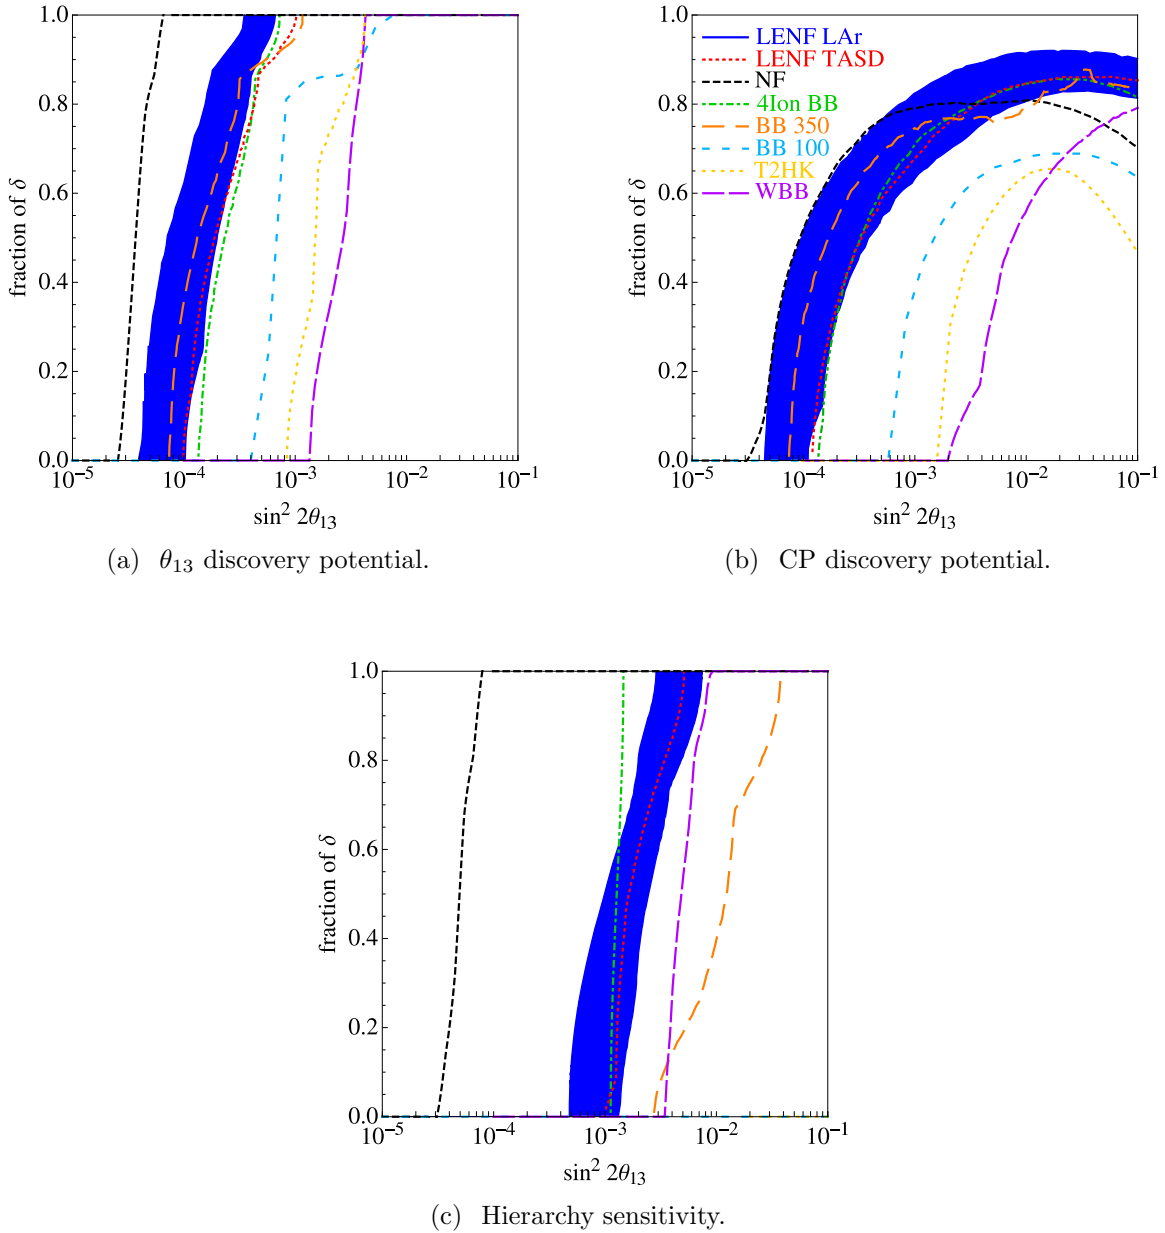 1.0
0.8
0.6
0.4
0.2
0.0
fraction of δ
10⁻⁵ 10⁻⁴ 10⁻³ 10⁻² 10⁻¹
sin² 2θ₁₃
(a) θ₁₃ discovery potential.
1.0
0.8
0.6
0.4
0.2
0.0
fraction of δ
LENF LAr
LENF TASD
NF
4Ion BB
BB 350
BB 100
T2HK
WBB
10⁻⁵ 10⁻⁴ 10⁻³ 10⁻² 10⁻¹
sin² 2θ₁₃
(b) CP discovery potential.
1.0
0.8
0.6
0.4
0.2
0.0
fraction of δ
10⁻⁵ 10⁻⁴ 10⁻³ 10⁻² 10⁻¹
sin² 2θ₁₃
(c) Hierarchy sensitivity.